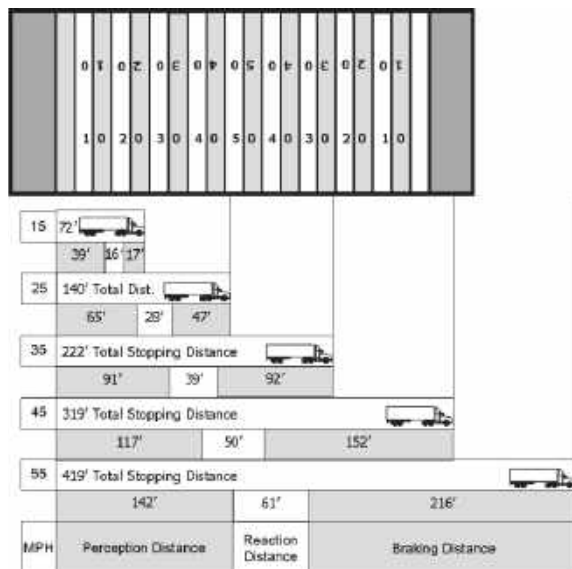 0 1 0 2 0 3 0 4 0 5 0 4 0 3 0 2 0 1
1 0 2 0 3 0 4 0 5 0 4 0 3 0 2 0 1 0
15 72'
39' 16' 17'
25 140' Total Dist.
65' 28' 47'
35 222' Total Stopping Distance
91' 39' 92'
45 319' Total Stopping Distance
117' 50' 152'
55 419' Total Stopping Distance
142' 61' 216'
MPH Perception Distance Reaction Distance Braking Distance